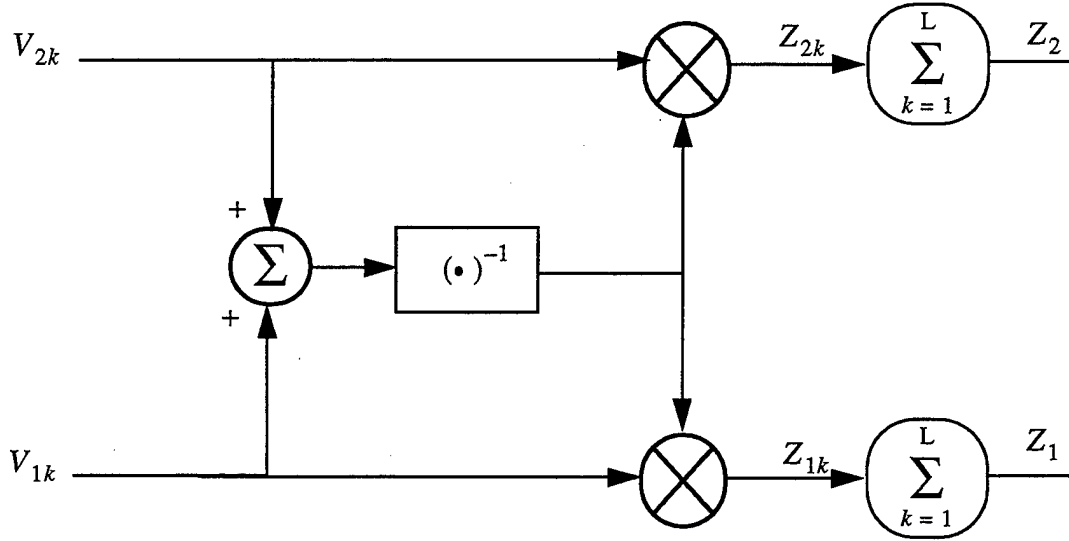 V₂ₖ
Z₂ₖ
L
∑
k = 1
Z₂
+
Σ
(•)⁻¹
+
V₁ₖ
Z₁ₖ
L
∑
k = 1
Z₁